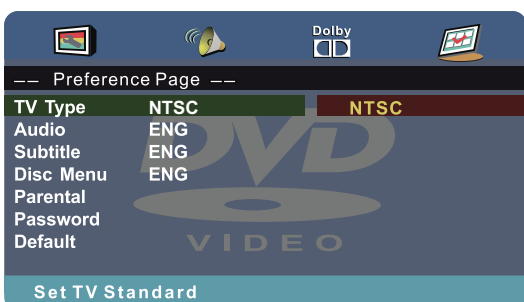 Dolby
-- Preference Page --
TV Type NTSC NTSC
Audio ENG
Subtitle ENG
Disc Menu ENG
Parental
Password
Default
DVD
VIDEO
Set TV Standard